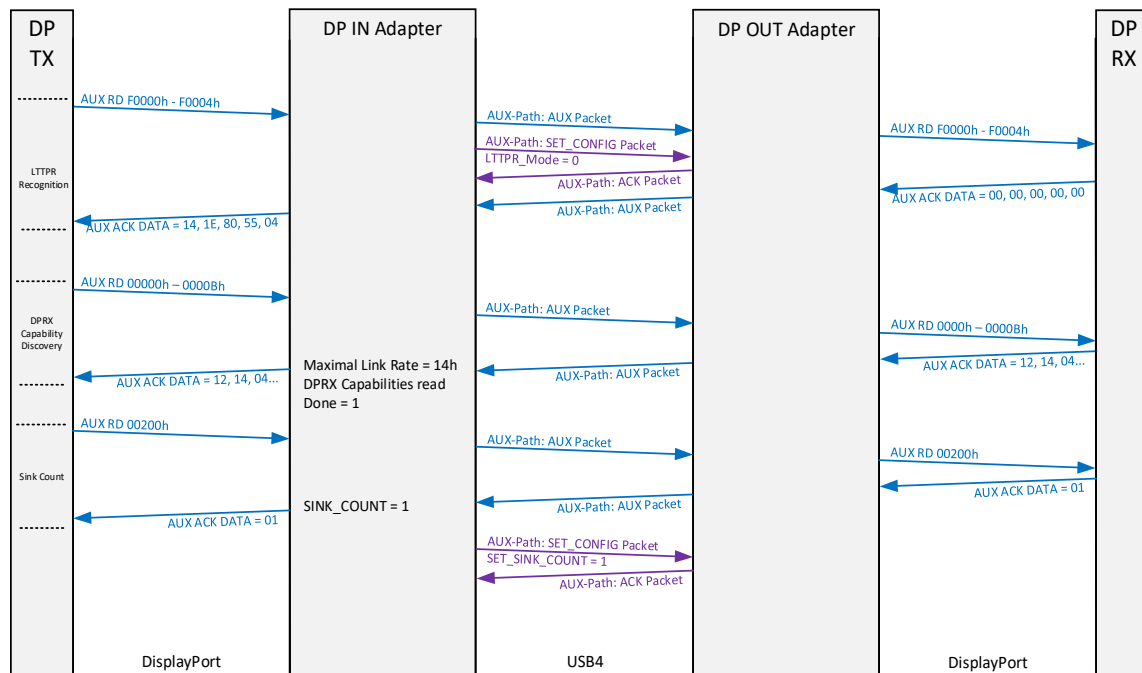 DP
TX
DP IN Adapter
DP OUT Adapter
DP
RX
AUX RD F0000h - F0004h
AUX-Path: AUX Packet
AUX RD F0000h - F0004h
AUX-Path: SET_CONFIG Packet
LTTPR_Mode = 0
LTTPR
Recognition
AUX-Path: ACK Packet
AUX ACK DATA = 00, 00, 00, 00, 00
AUX-Path: AUX Packet
AUX ACK DATA = 14, 1E, 80, 55, 04
AUX RD 00000h – 0000Bh
AUX-Path: AUX Packet
DPRX
Capability
Discovery
AUX RD 0000h – 0000Bh
Maximal Link Rate = 14h
DPRX Capabilities read
Done = 1
AUX ACK DATA = 12, 14, 04...
AUX-Path: AUX Packet
AUX ACK DATA = 12, 14, 04...
AUX RD 00200h
AUX-Path: AUX Packet
AUX RD 00200h
Sink Count
SINK_COUNT = 1
AUX-Path: AUX Packet
AUX ACK DATA = 01
AUX ACK DATA = 01
AUX-Path: SET_CONFIG Packet
SET_SINK_COUNT = 1
AUX-Path: ACK Packet
DisplayPort
USB4
DisplayPort